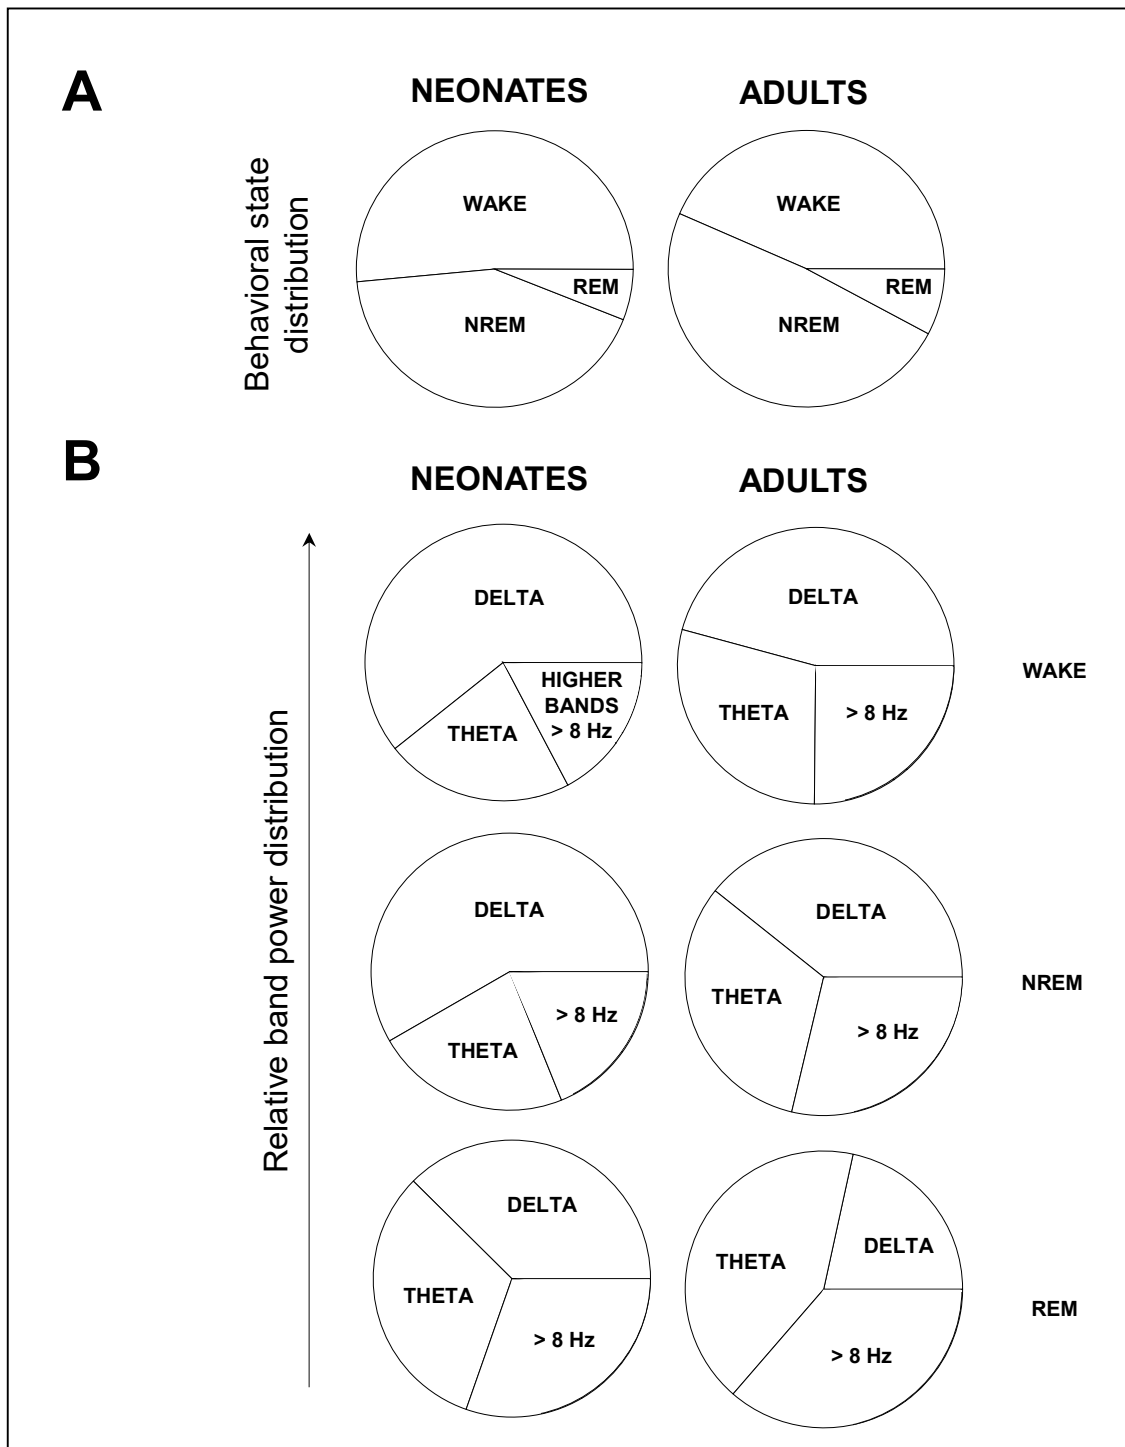 A
NEONATES
ADULTS
Behavioral state
distribution
WAKE
REM
NREM
WAKE
REM
NREM
B
NEONATES
ADULTS
Relative band power distribution
DELTA
HIGHER
BANDS
> 8 Hz
THETA
DELTA
THETA
> 8 Hz
WAKE
DELTA
> 8 Hz
THETA
DELTA
THETA
> 8 Hz
NREM
DELTA
THETA
> 8 Hz
THETA
DELTA
> 8 Hz
REM